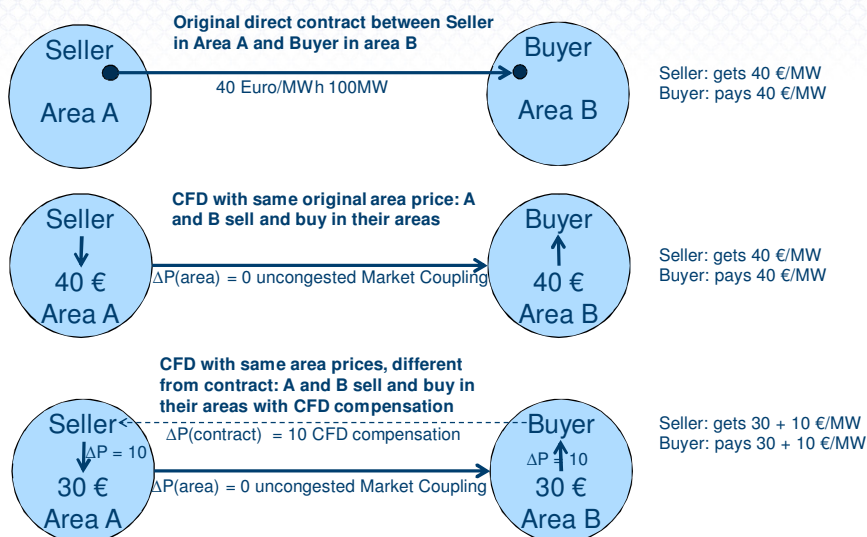 Original direct contract between Seller
in Area A and Buyer in area B
Seller
Buyer
40 Euro/MWh 100MW
Area A
Area B
Seller: gets 40 €/MW
Buyer: pays 40 €/MW
CFD with same original area price: A
and B sell and buy in their areas
Seller
Buyer
ΔP(area) = 0 uncongested Market Coupling
40 €
Area A
40 €
Area B
Seller: gets 40 €/MW
Buyer: pays 40 €/MW
CFD with same area prices, different
from contract: A and B sell and buy in
their areas with CFD compensation
Seller
Buyer
ΔP(contract) = 10 CFD compensation
ΔP = 10
ΔP = 10
ΔP(area) = 0 uncongested Market Coupling
30 €
Area A
30 €
Area B
Seller: gets 30 + 10 €/MW
Buyer: pays 30 + 10 €/MW